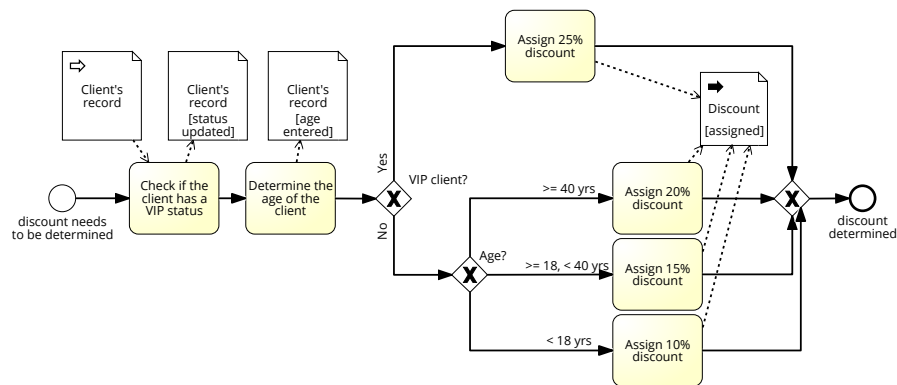 Assign 25%
discount
Client's
record
Client's
record
[status
updated]
Client's
record
[age
entered]
Discount
[assigned]
Yes
VIP client?
No
Check if the
client has a
VIP status
Determine the
age of the
client
discount needs
to be determined
>= 40 yrs
Assign 20%
discount
discount
determined
Age?
>= 18, < 40 yrs
Assign 15%
discount
< 18 yrs
Assign 10%
discount